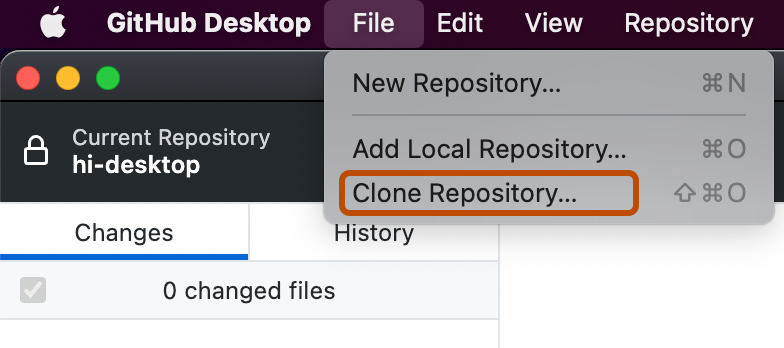 GitHub Desktop File Edit View Repository
New Repository... ⌘N
Add Local Repository... ⌘O
Clone Repository... ⇧⌘O
Current Repository
hi-desktop
Changes History
0 changed files